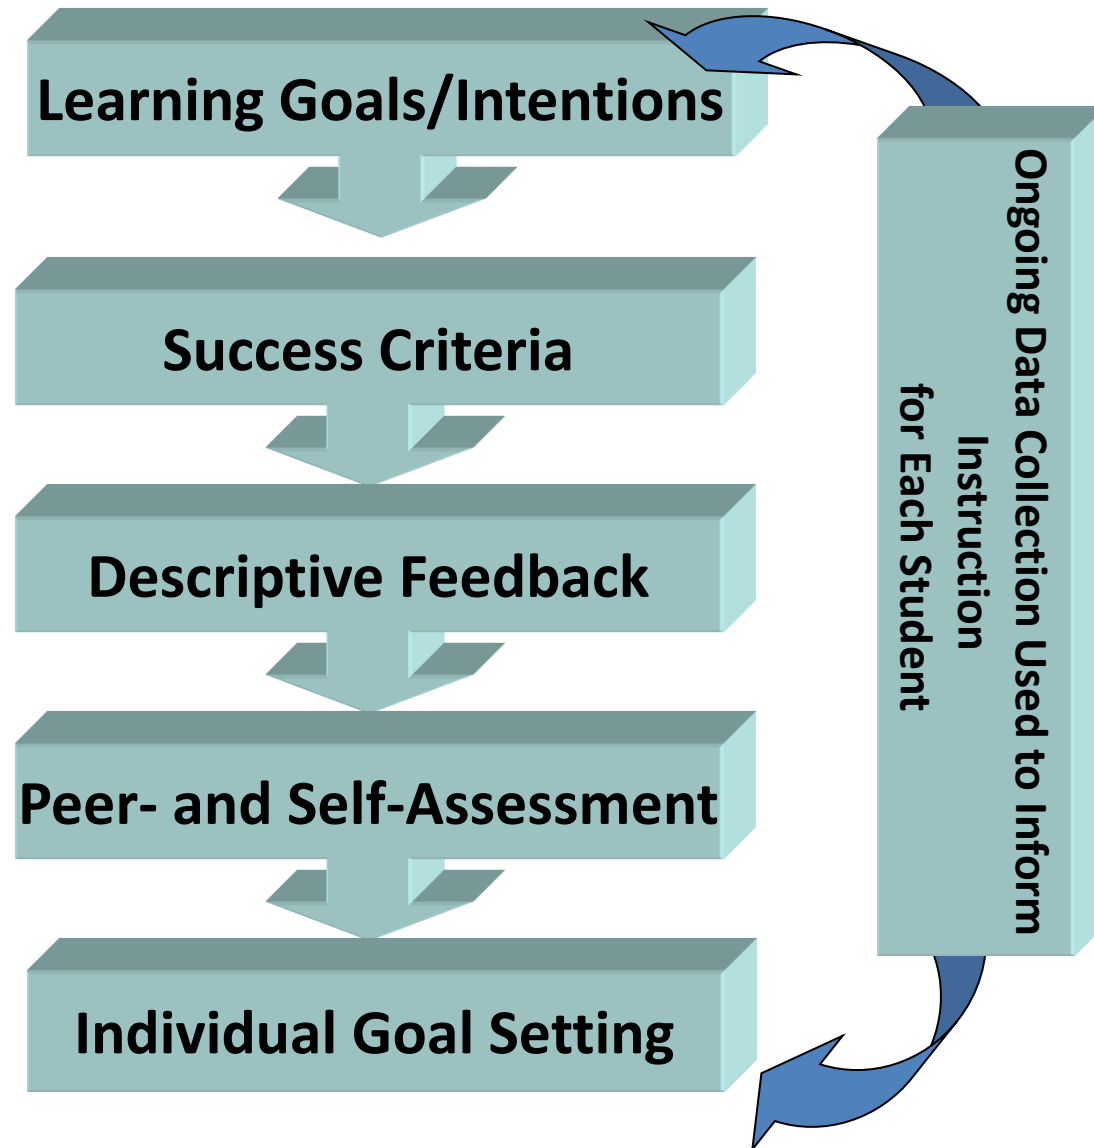 Learning Goals/Intentions
Success Criteria
Descriptive Feedback
Peer- and Self-Assessment
Individual Goal Setting
Ongoing Data Collection Used to Inform
Instruction
for Each Student